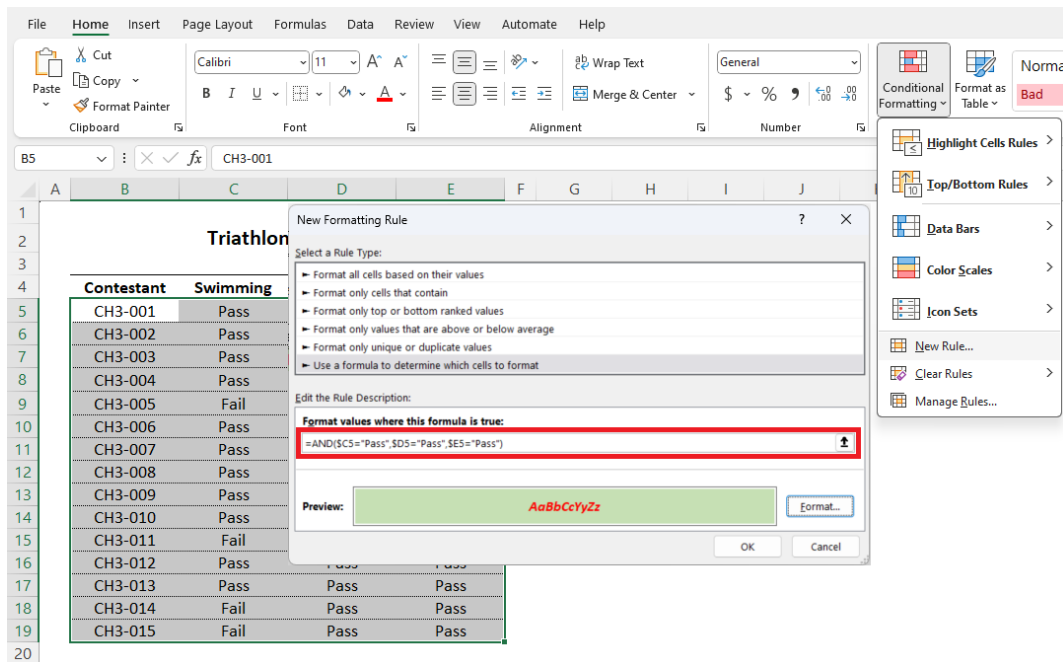 File Home Insert Page Layout Formulas Data Review View Automate Help
Cut
Copy
Format Painter
Paste
Calibri 11 A^ A˅
B I U A
Wrap Text
Merge & Center
General
$ % 9 .00
Conditional Formatting
Format as Table
Bad
Clipboard Font Alignment Number
B5 fx CH3-001
A B C D E F G H I J
1
2 Triathlon
3
4 Contestant Swimming
5 CH3-001 Pass
6 CH3-002 Pass
7 CH3-003 Pass
8 CH3-004 Pass
9 CH3-005 Fail
10 CH3-006 Pass
11 CH3-007 Pass
12 CH3-008 Pass
13 CH3-009 Pass
14 CH3-010 Pass
15 CH3-011 Fail
16 CH3-012 Pass
17 CH3-013 Pass Pass Pass
18 CH3-014 Fail Pass Pass
19 CH3-015 Fail Pass Pass
20
New Formatting Rule ?
Select a Rule Type:
► Format all cells based on their values
► Format only cells that contain
► Format only top or bottom ranked values
► Format only values that are above or below average
► Format only unique or duplicate values
► Use a formula to determine which cells to format
Edit the Rule Description:
Format values where this formula is true:
=AND($C5="Pass",$D5="Pass",$E5="Pass")
Preview: AaBbCcYyZz Format...
OK Cancel
Highlight Cells Rules
Top/Bottom Rules
Data Bars
Color Scales
Icon Sets
New Rule...
Clear Rules
Manage Rules...